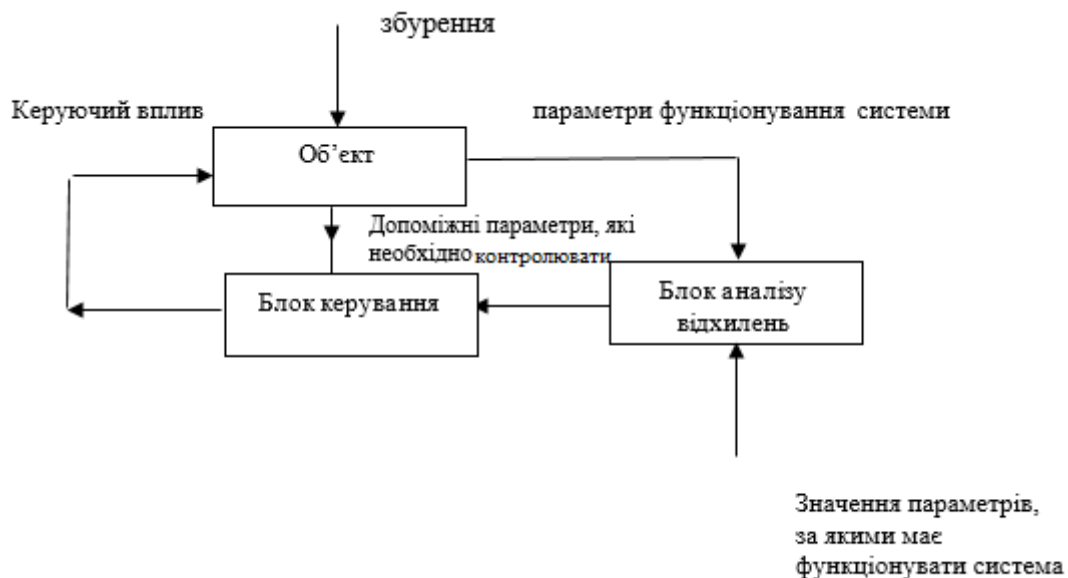 збурення
Керуючий вплив
параметри функціонування системи
Об’єкт
Допоміжні параметри, які
необхідно контролювати
Блок керування
Блок аналізу
відхилень
Значення параметрів,
за якими має
функціонувати система